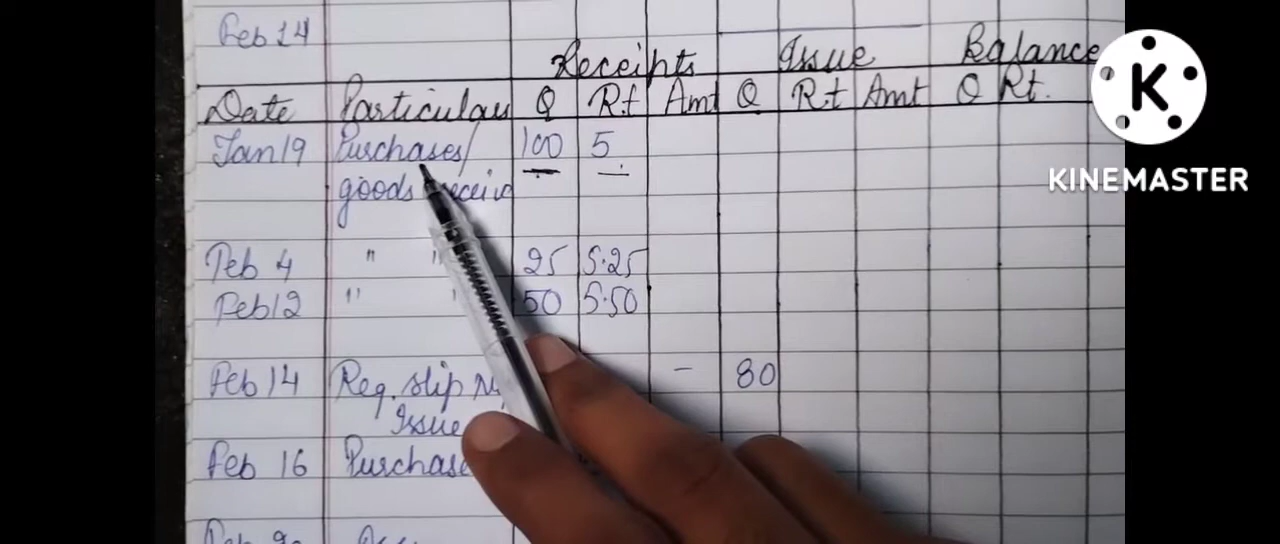 Feb 14
Receipts Issue Balance
Date Particulars Q Rt Amt Q Rt Amt Q Rt.
Jan 19 Purchases/ 100 5
goods receive
Feb 4 " " 25 5.25
Feb 12 " " 50 5.50
Feb 14 Req. slip - 80
Issue
Feb 16 Purchase
K
KINEMASTER